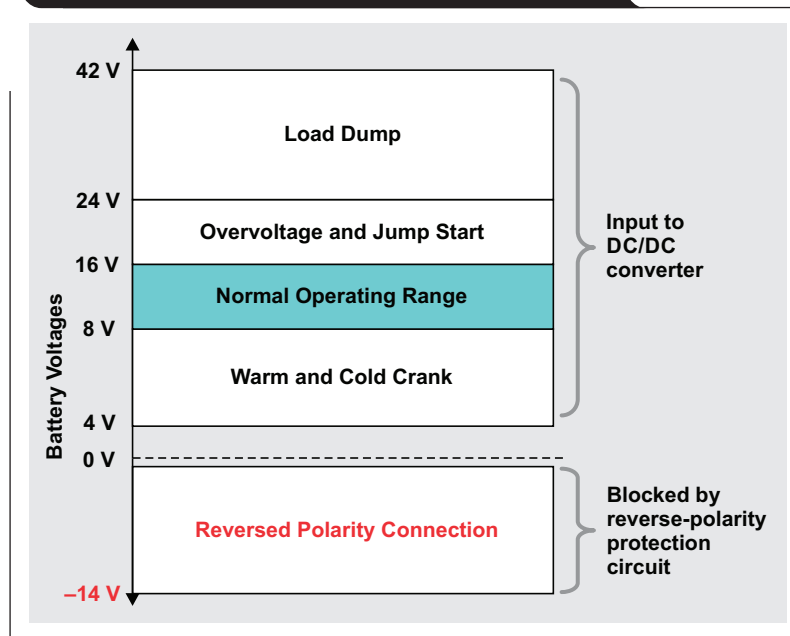 42 V
Load Dump
24 V
Overvoltage and Jump Start
16 V
Normal Operating Range
8 V
Warm and Cold Crank
4 V
0 V
Reversed Polarity Connection
–14 V
Battery Voltages
Input to
DC/DC
converter
Blocked by
reverse-polarity
protection
circuit